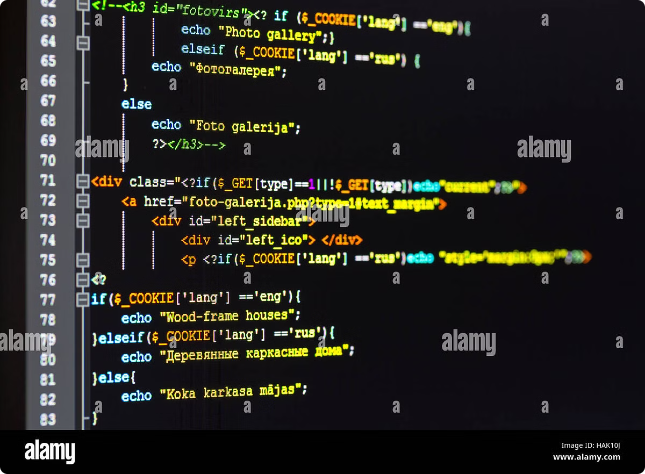 62 <!--<h3 id="fotovirs"><? if ($_COOKIE['lang'] =='eng'){
63 echo "Photo gallery";}
64 elseif ($_COOKIE['lang'] =='rus') {
65 echo "Фотогалерея";
66 }
67 else
68 echo "Foto galerija";
69 ?></h3>-->
70
71 <div class="<?if($_GET[type]==1||!$_GET[type])echo"current";?>
72 <a href="foto-galerija.php?type=1#text_margin">
73 <div id="left_sidebar">
74 <div id="left_ico"> </div>
75 <p <?if($_COOKIE['lang'] =='rus')echo
76 <?
77 if($_COOKIE['lang'] =='eng'){
78 echo "Wood-frame houses";
79 }elseif($_COOKIE['lang'] =='rus'){
80 echo "Деревянные каркасные дома";
81 }else{
82 echo "Koka karkasa mājas";
83 }
alamy
Image ID: HAK10J
www.alamy.com